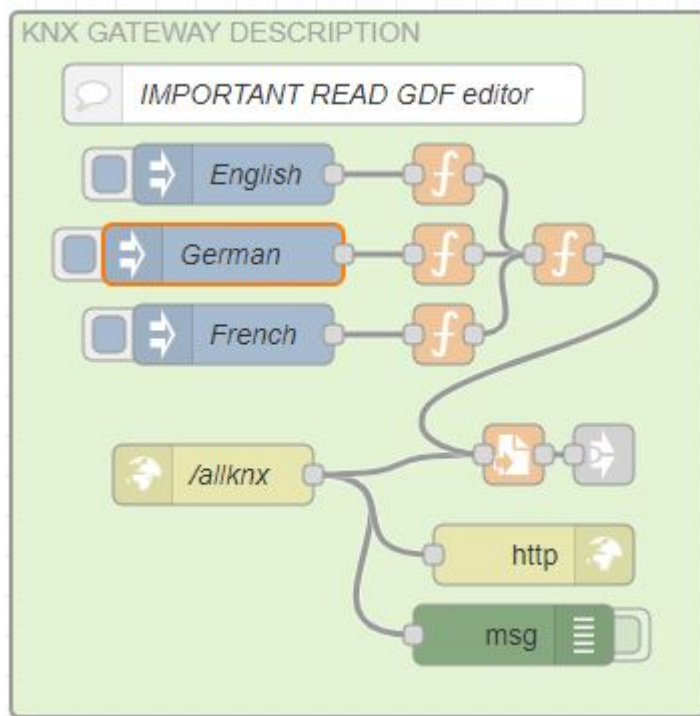 KNX GATEWAY DESCRIPTION
IMPORTANT READ GDF editor
English
German
French
/allknx
http
msg